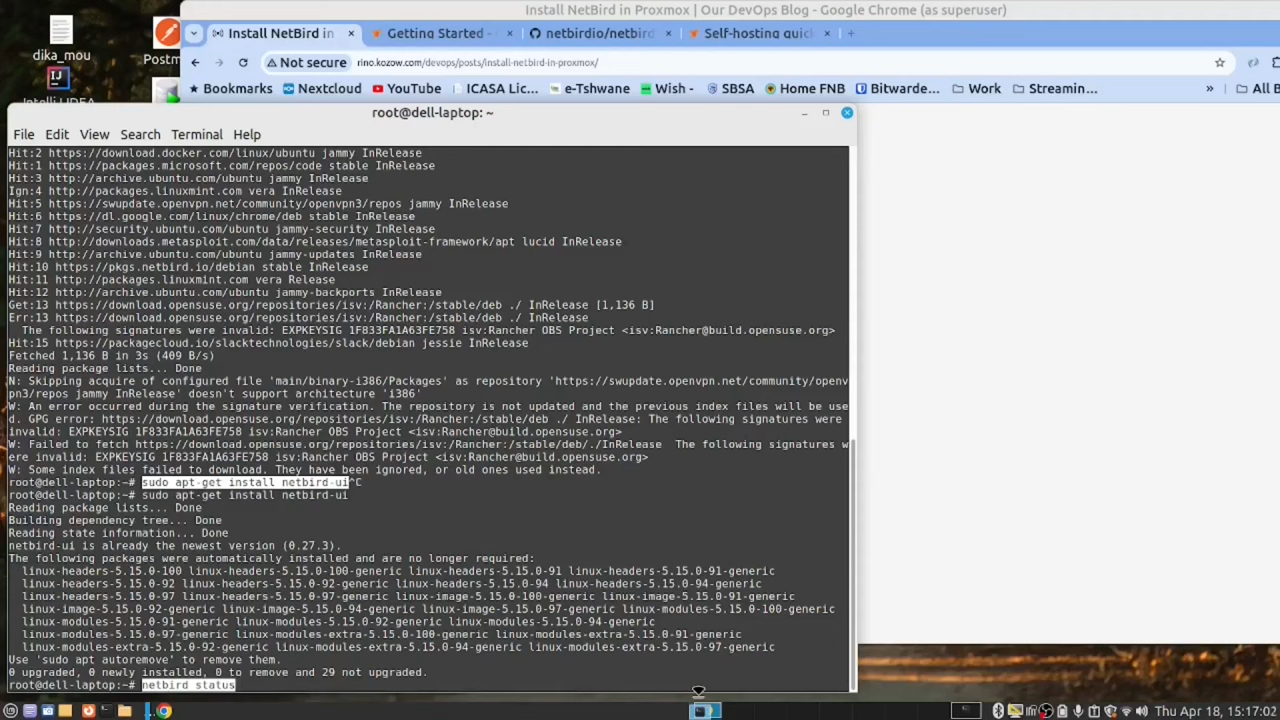 Install NetBird in Proxmox | Our DevOps Blog - Google Chrome (as superuser)
Install NetBird in
Getting Started -
netbirdio/netbird
Self-hosting quic
Not secure
rino.kozow.com/devops/posts/install-netbird-in-proxmox/
Bookmarks
Nextcloud
YouTube
ICASA Lic...
e-Tshwane
Wish -
SBSA
Home FNB
Bitwarde...
Work
Streamin...
»
All B
dika_mou
Postm
IntelliJ IDEA
root@dell-laptop: ~
File Edit View Search Terminal Help
Hit:2 https://download.docker.com/linux/ubuntu jammy InRelease
Hit:1 https://packages.microsoft.com/repos/code stable InRelease
Hit:3 http://archive.ubuntu.com/ubuntu jammy InRelease
Ign:4 http://packages.linuxmint.com vera InRelease
Hit:5 https://swupdate.openvpn.net/community/openvpn3/repos jammy InRelease
Hit:6 https://dl.google.com/linux/chrome/deb stable InRelease
Hit:7 http://security.ubuntu.com/ubuntu jammy-security InRelease
Hit:8 http://downloads.metasploit.com/data/releases/metasploit-framework/apt lucid InRelease
Hit:9 http://archive.ubuntu.com/ubuntu jammy-updates InRelease
Hit:10 https://pkgs.netbird.io/debian stable InRelease
Hit:11 http://packages.linuxmint.com vera Release
Hit:12 http://archive.ubuntu.com/ubuntu jammy-backports InRelease
Get:13 https://download.opensuse.org/repositories/isv:/Rancher:/stable/deb ./ InRelease [1,136 B]
Err:13 https://download.opensuse.org/repositories/isv:/Rancher:/stable/deb ./ InRelease
The following signatures were invalid: EXPKEYSIG 1F833FA1A63FE758 isv:Rancher OBS Project <isv:Rancher@build.opensuse.org>
Hit:15 https://packagecloud.io/slacktechnologies/slack/debian jessie InRelease
Fetched 1,136 B in 3s (409 B/s)
Reading package lists... Done
N: Skipping acquire of configured file 'main/binary-i386/Packages' as repository 'https://swupdate.openvpn.net/community/openv
pn3/repos jammy InRelease' doesn't support architecture 'i386'
W: An error occurred during the signature verification. The repository is not updated and the previous index files will be use
d. GPG error: https://download.opensuse.org/repositories/isv:/Rancher:/stable/deb ./ InRelease: The following signatures were
invalid: EXPKEYSIG 1F833FA1A63FE758 isv:Rancher OBS Project <isv:Rancher@build.opensuse.org>
W: Failed to fetch https://download.opensuse.org/repositories/isv:/Rancher:/stable/deb/./InRelease  The following signatures w
ere invalid: EXPKEYSIG 1F833FA1A63FE758 isv:Rancher OBS Project <isv:Rancher@build.opensuse.org>
W: Some index files failed to download. They have been ignored, or old ones used instead.
root@dell-laptop:~# sudo apt-get install netbird-ui^C
root@dell-laptop:~# sudo apt-get install netbird-ui
Reading package lists... Done
Building dependency tree... Done
Reading state information... Done
netbird-ui is already the newest version (0.27.3).
The following packages were automatically installed and are no longer required:
linux-headers-5.15.0-100 linux-headers-5.15.0-100-generic linux-headers-5.15.0-91 linux-headers-5.15.0-91-generic
linux-headers-5.15.0-92 linux-headers-5.15.0-92-generic linux-headers-5.15.0-94 linux-headers-5.15.0-94-generic
linux-headers-5.15.0-97 linux-headers-5.15.0-97-generic linux-image-5.15.0-100-generic linux-image-5.15.0-91-generic
linux-image-5.15.0-92-generic linux-image-5.15.0-94-generic linux-image-5.15.0-97-generic linux-modules-5.15.0-100-generic
linux-modules-5.15.0-91-generic linux-modules-5.15.0-92-generic linux-modules-5.15.0-94-generic
linux-modules-5.15.0-97-generic linux-modules-extra-5.15.0-100-generic linux-modules-extra-5.15.0-91-generic
linux-modules-extra-5.15.0-92-generic linux-modules-extra-5.15.0-94-generic linux-modules-extra-5.15.0-97-generic
Use 'sudo apt autoremove' to remove them.
0 upgraded, 0 newly installed, 0 to remove and 29 not upgraded.
root@dell-laptop:~# netbird status
Thu Apr 18, 15:17:02